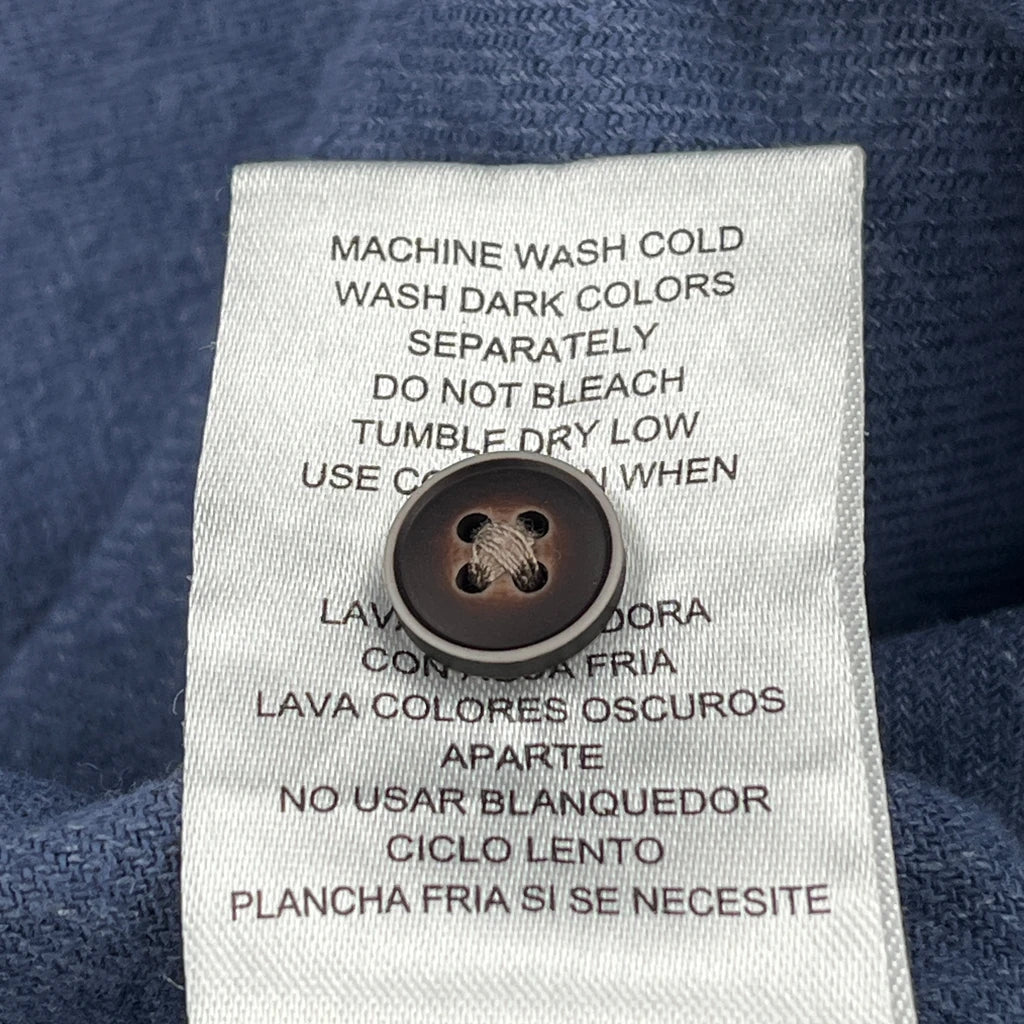 MACHINE WASH COLD
WASH DARK COLORS
SEPARATELY
DO NOT BLEACH
TUMBLE DRY LOW
USE WHEN
FRIA
LAVA COLORES OSCUROS
APARTE
NO USAR BLANQUEDOR
CICLO LENTO
PLANCHA FRIA SI SE NECESITE